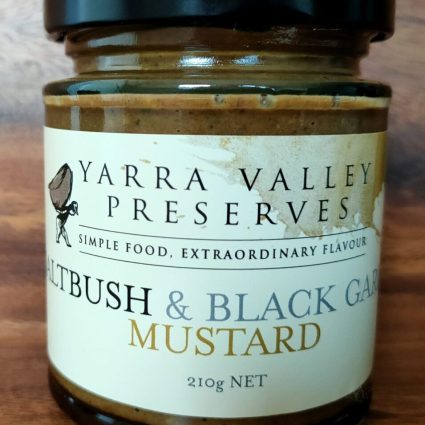 YARRA VALLEY
PRESERVES
SIMPLE FOOD, EXTRAORDINARY FLAVOUR
ALTBUSH & BLACK GAR
MUSTARD
210g NET